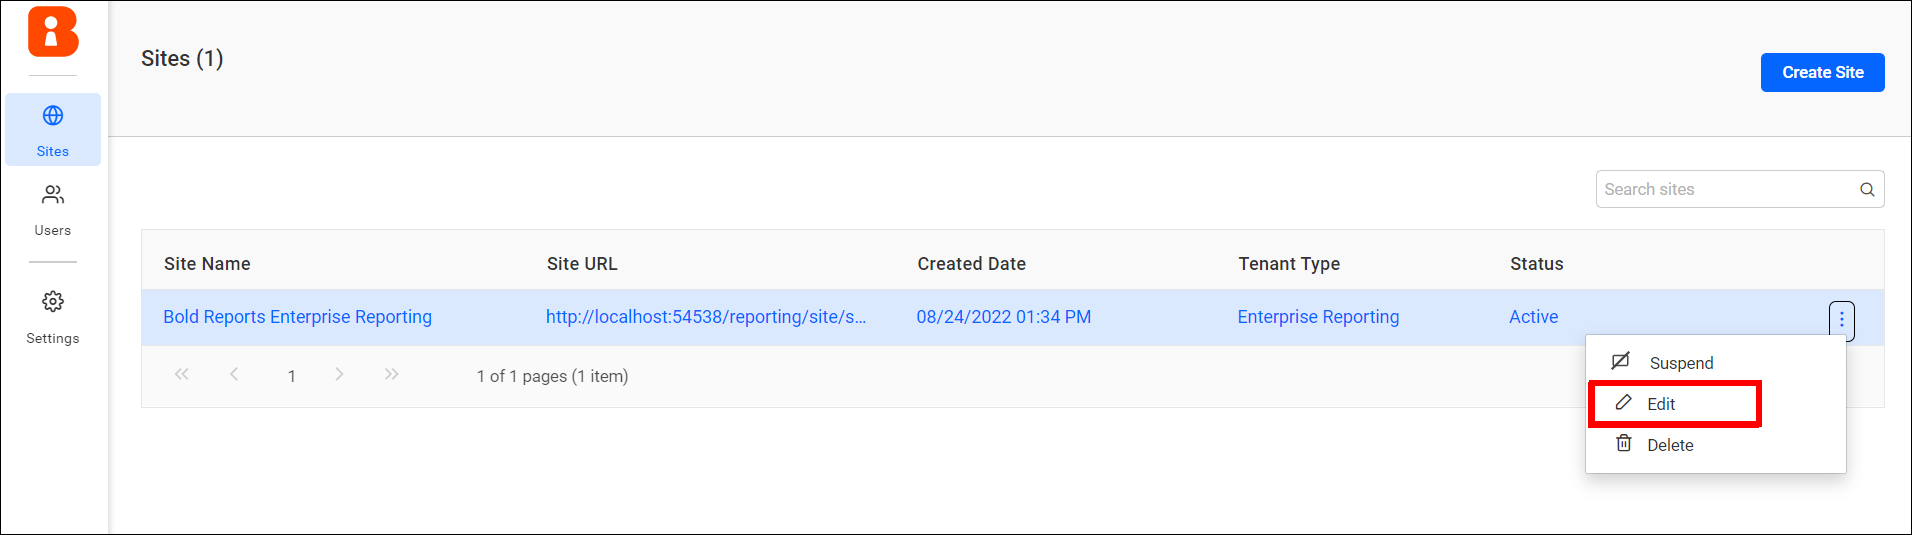 Sites (1)
Create Site
Sites
Users
Settings
Search sites
Site Name Site URL Created Date Tenant Type Status
Bold Reports Enterprise Reporting http://localhost:54538/reporting/site/s... 08/24/2022 01:34 PM Enterprise Reporting Active
1 1 of 1 pages (1 item)
Suspend
Edit
Delete